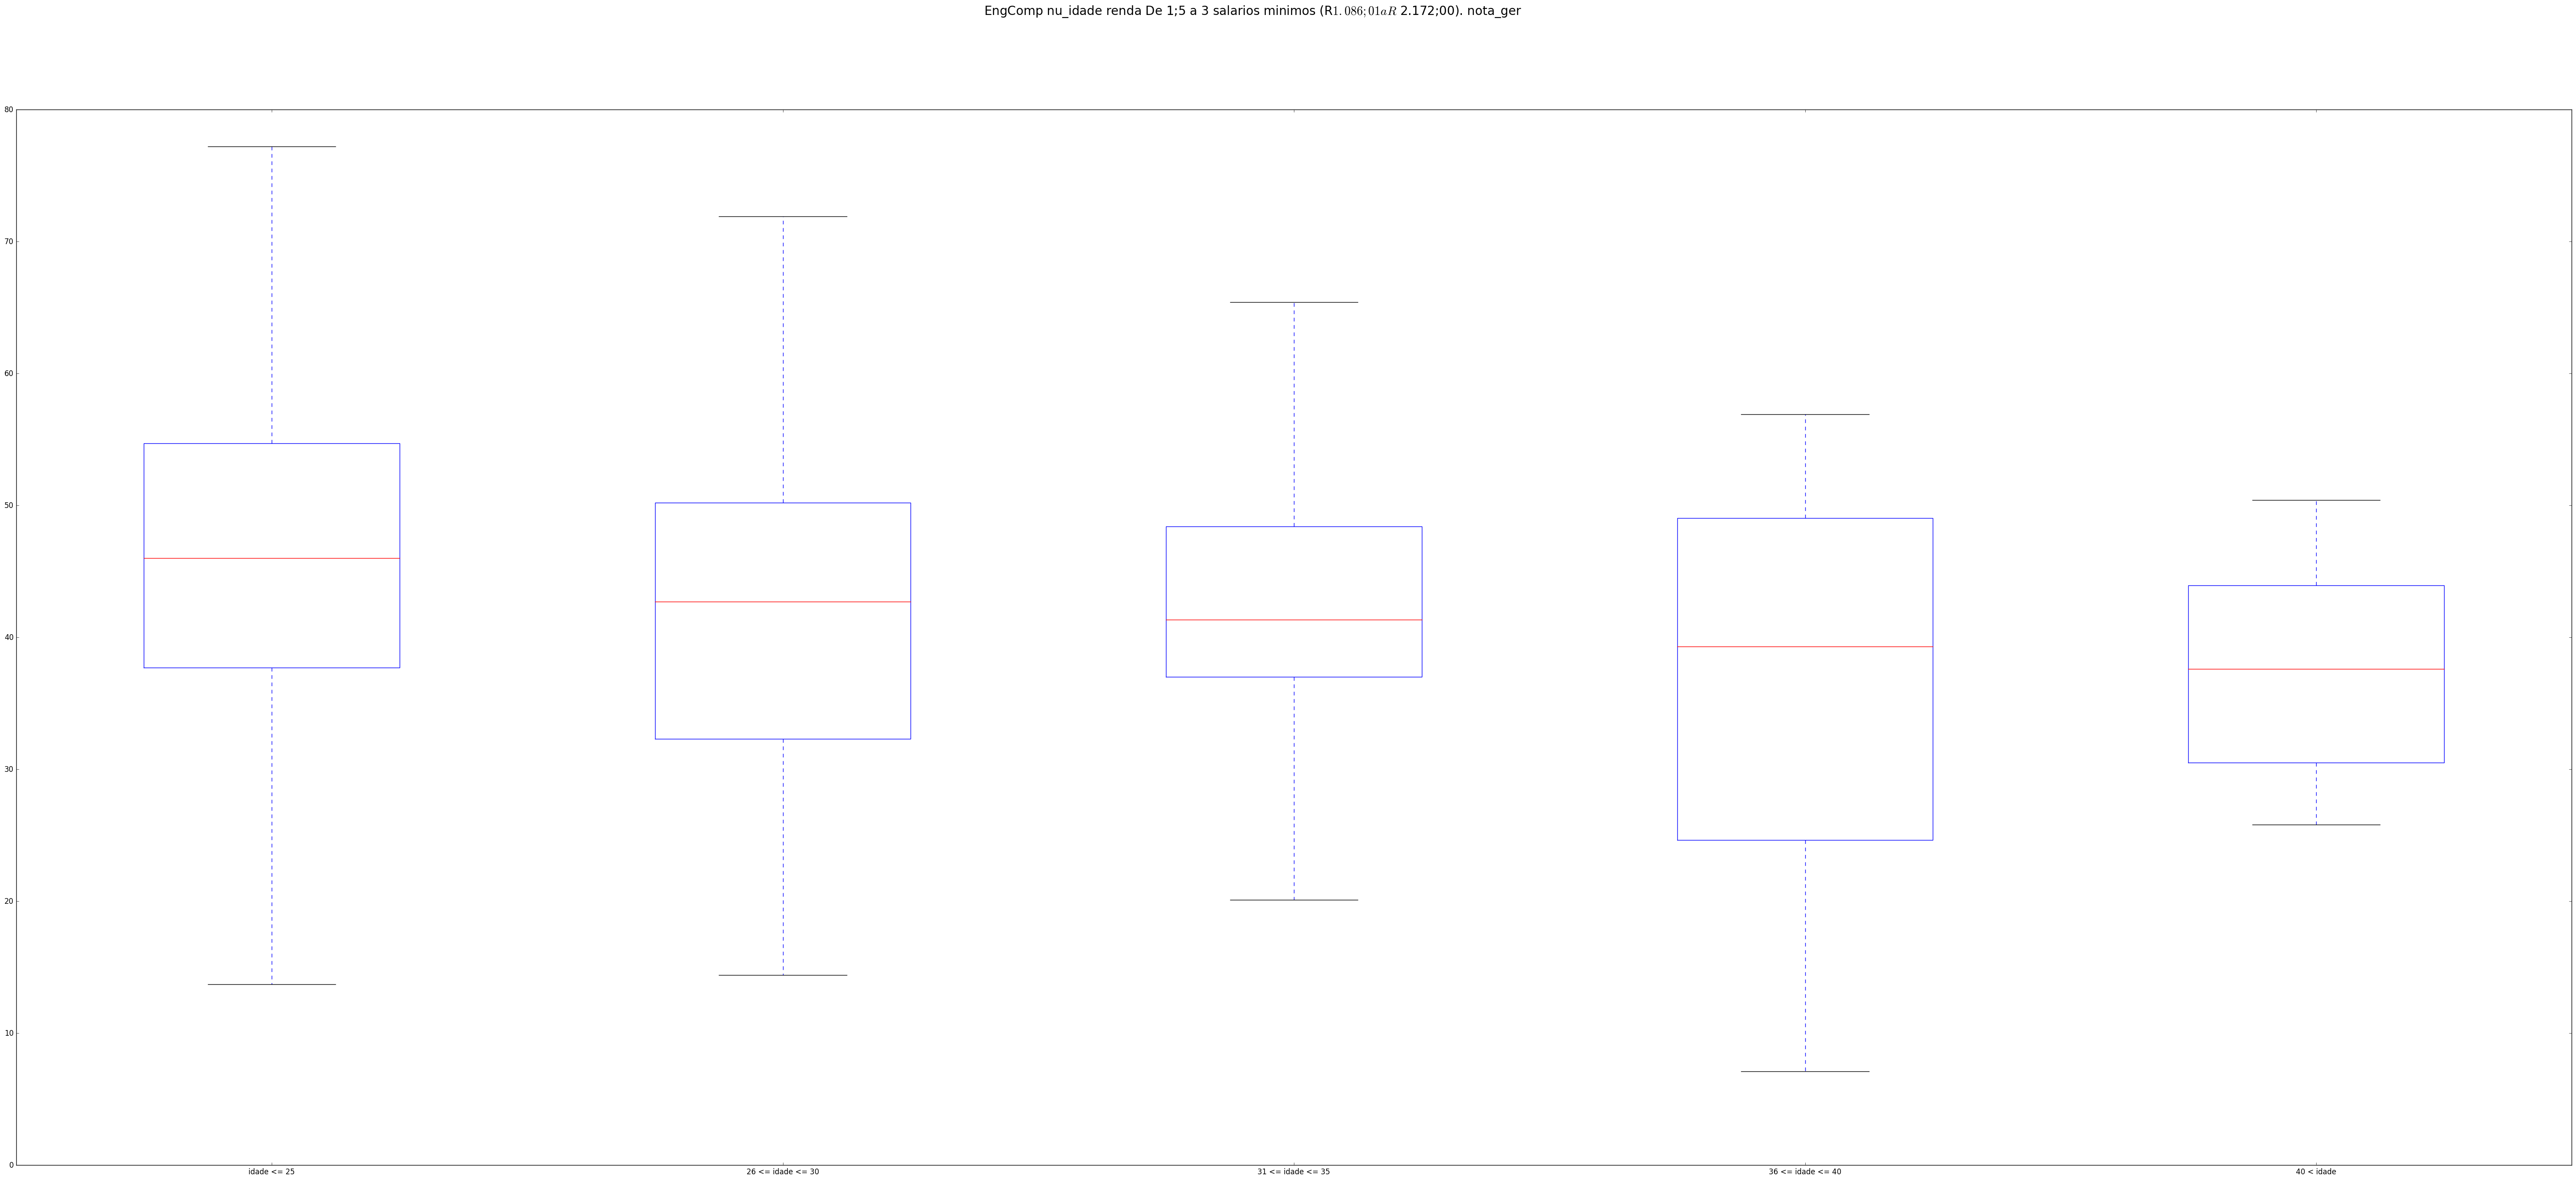 EngComp nu_idade renda De 1;5 a 3 salarios minimos (R1.086;01aR 2.172;00). nota_ger
80
70
60
50
40
30
20
10
0
idade <= 25
26 <= idade <= 30
31 <= idade <= 35
36 <= idade <= 40
40 < idade